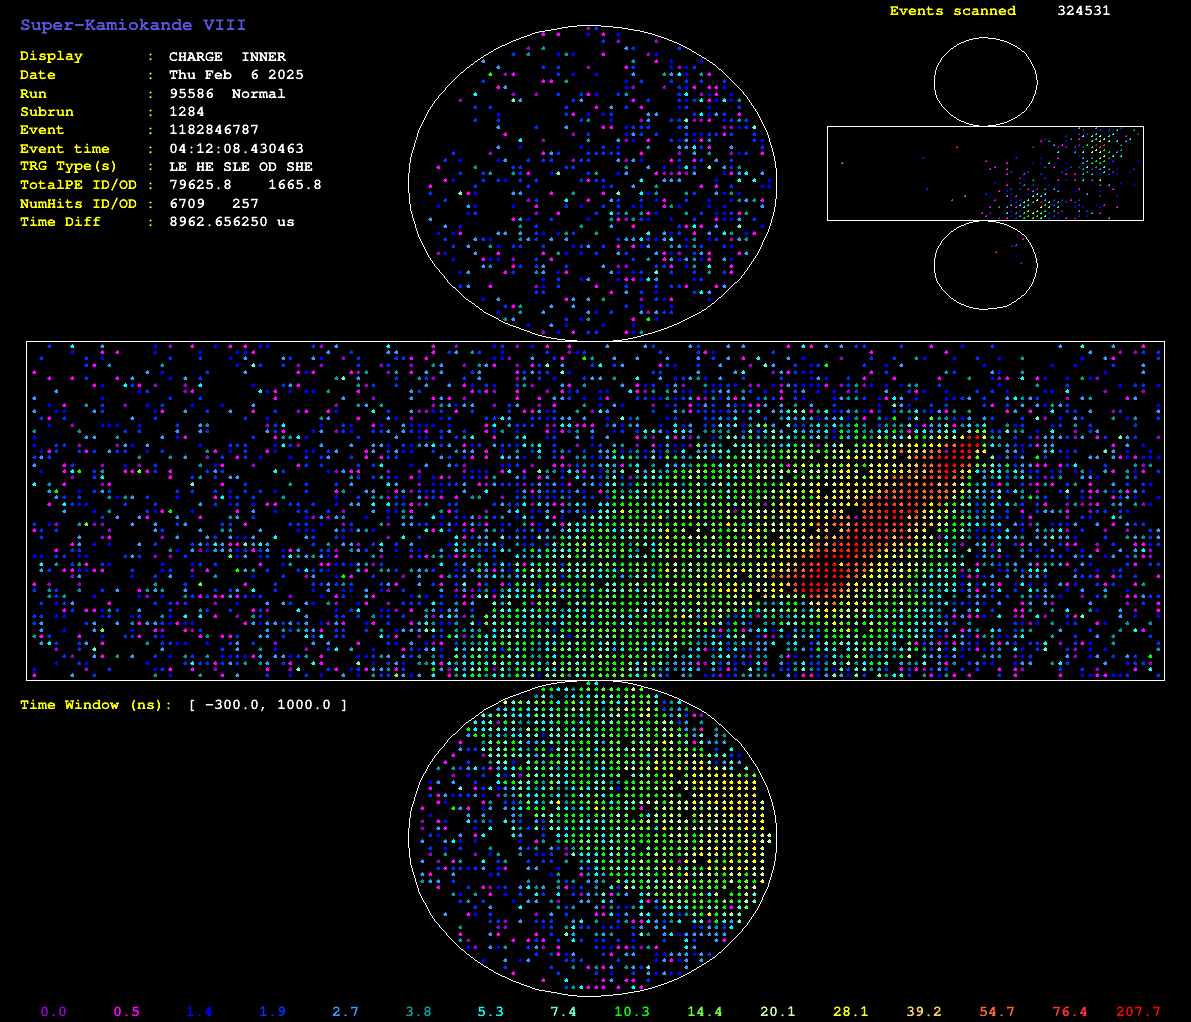 Super-Kamiokande VIII
Events scanned 324531
Display : CHARGE INNER
Date : Thu Feb 6 2025
Run : 95586 Normal
Subrun : 1284
Event : 1182846787
Event time : 04:12:08.430463
TRG Type(s) : LE HE SLE OD SHE
TotalPE ID/OD : 79625.8 1665.8
NumHits ID/OD : 6709 257
Time Diff : 8962.656250 us
Time Window (ns): [ -300.0, 1000.0 ]
0.0 0.5 1.4 1.9 2.7 3.8 5.3 7.4 10.3 14.4 20.1 28.1 39.2 54.7 76.4 207.7